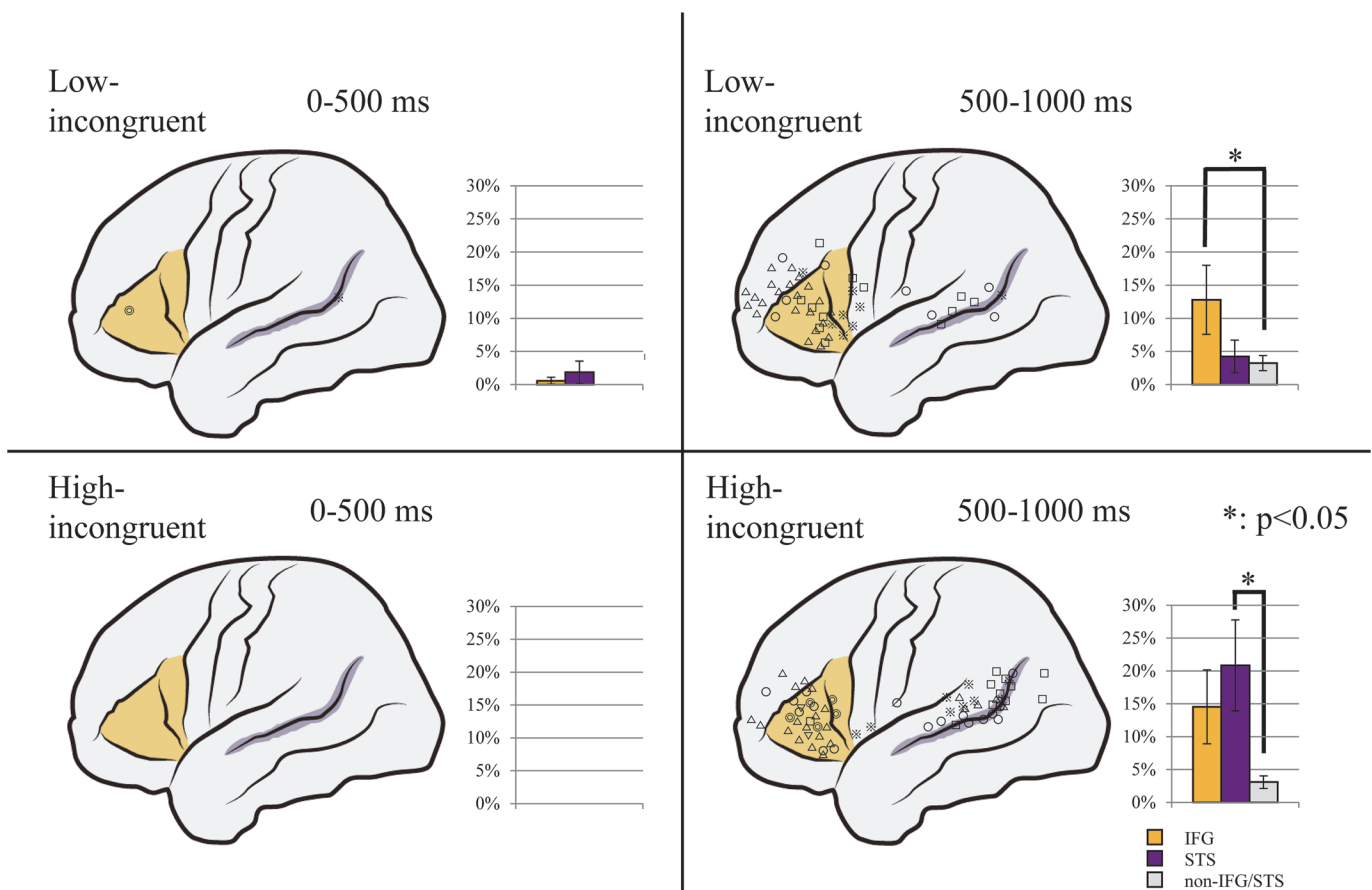 Low-
incongruent
0-500 ms
30%
25%
20%
15%
10%
5%
0%
Low-
incongruent
500-1000 ms
*
30%
25%
20%
15%
10%
5%
0%
High-
incongruent
0-500 ms
30%
25%
20%
15%
10%
5%
0%
High-
incongruent
500-1000 ms
*: p<0.05
*
30%
25%
20%
15%
10%
5%
0%
IFG
STS
non-IFG/STS